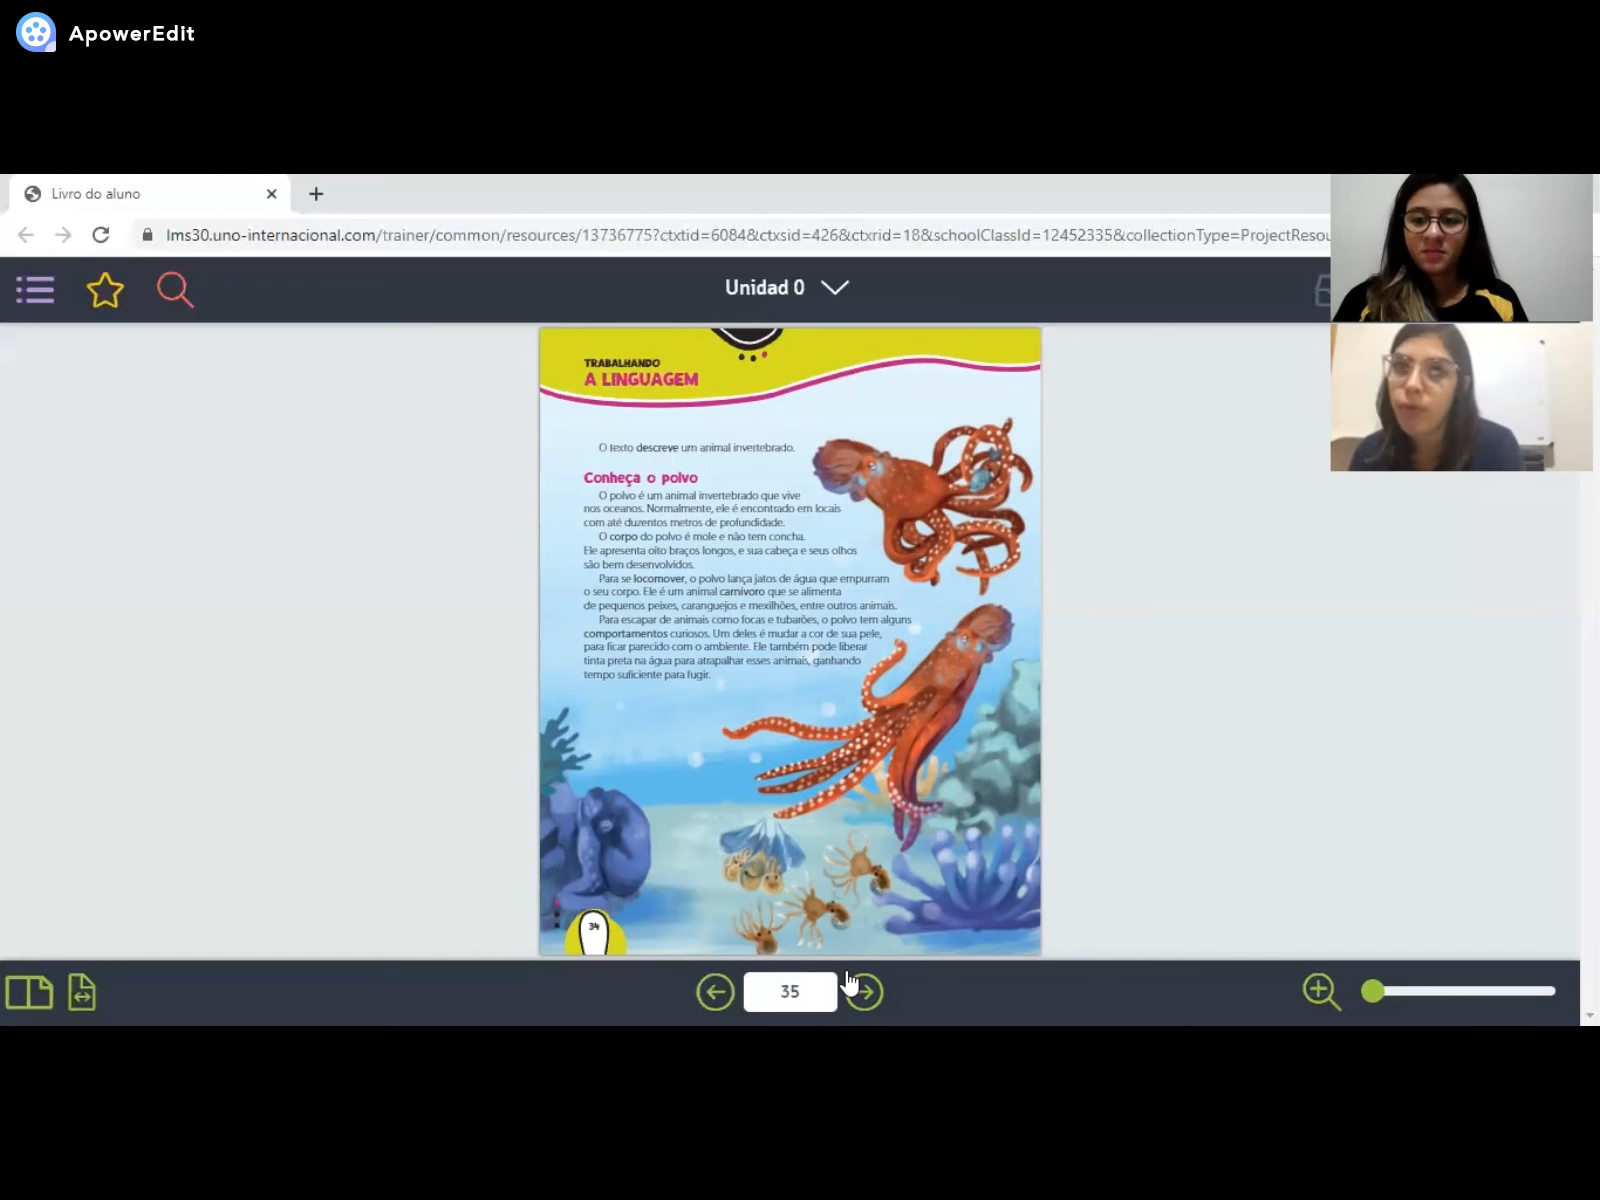 ApowerEdit
Livro do aluno
lms30.uno-internacional.com/trainer/common/resources/13736775?ctxtid=6084&ctxsid=426&ctxrid=18&schoolClassId=12452335&collectionType=ProjectResou
Unidad 0
TRABALHANDO
A LINGUAGEM
O texto descreve um animal invertebrado.
Conheça o polvo
O polvo é um animal invertebrado que vive
nos oceanos. Normalmente, ele é encontrado em locais
com até duzentos metros de profundidade.
O corpo do polvo é mole e não tem concha.
Ele apresenta oito braços longos, e sua cabeça e seus olhos
são bem desenvolvidos.
Para se locomover, o polvo lança jatos de água que empurram
o seu corpo. Ele é um animal carnívoro que se alimenta
de pequenos peixes, caranguejos e mexilhões, entre outros animais.
Para escapar de animais como focas e tubarões, o polvo tem alguns
comportamentos curiosos. Um deles é mudar a cor de sua pele,
para ficar parecido com o ambiente. Ele também pode liberar
tinta preta na água para atrapalhar esses animais, ganhando
tempo suficiente para fugir.
34
35